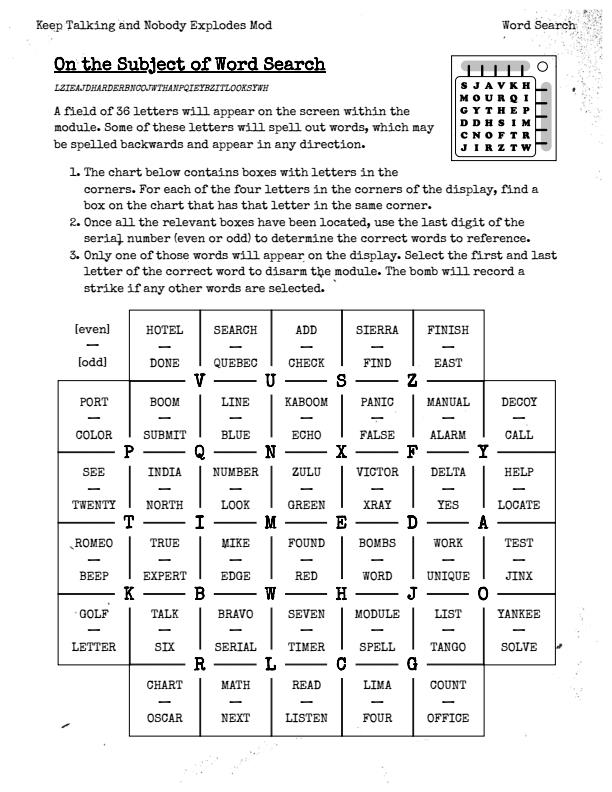 Keep Talking and Nobody Explodes Mod
Word Search
On the Subject of Word Search
LZIEAJDHARDERBNCOJWTHANPQIEYBZITLOOKSYWH
S J A V K H
M O U R Q I
G Y T H E P
D D H S I M
C N O F T R
J I R Z T W
A field of 36 letters will appear on the screen within the
module. Some of these letters will spell out words, which may
be spelled backwards and appear in any direction.
1. The chart below contains boxes with letters in the
corners. For each of the four letters in the corners of the display, find a
box on the chart that has that letter in the same corner.
2. Once all the relevant boxes have been located, use the last digit of the
serial number (even or odd) to determine the correct words to reference.
3. Only one of those words will appear on the display. Select the first and last
letter of the correct word to disarm the module. The bomb will record a
strike if any other words are selected.
[even] HOTEL SEARCH ADD SIERRA FINISH
[odd] DONE QUEBEC CHECK FIND EAST
V U S Z
PORT BOOM LINE KABOOM PANIC MANUAL DECOY
COLOR SUBMIT BLUE ECHO FALSE ALARM CALL
P Q N X F Y
SEE INDIA NUMBER ZULU VICTOR DELTA HELP
TWENTY NORTH LOOK GREEN XRAY YES LOCATE
T I M E D A
ROMEO TRUE MIKE FOUND BOMBS WORK TEST
BEEP EXPERT EDGE RED WORD UNIQUE JINX
K B W H J O
GOLF TALK BRAVO SEVEN MODULE LIST YANKEE
LETTER SIX SERIAL TIMER SPELL TANGO SOLVE
R L C G
CHART MATH READ LIMA COUNT
OSCAR NEXT LISTEN FOUR OFFICE